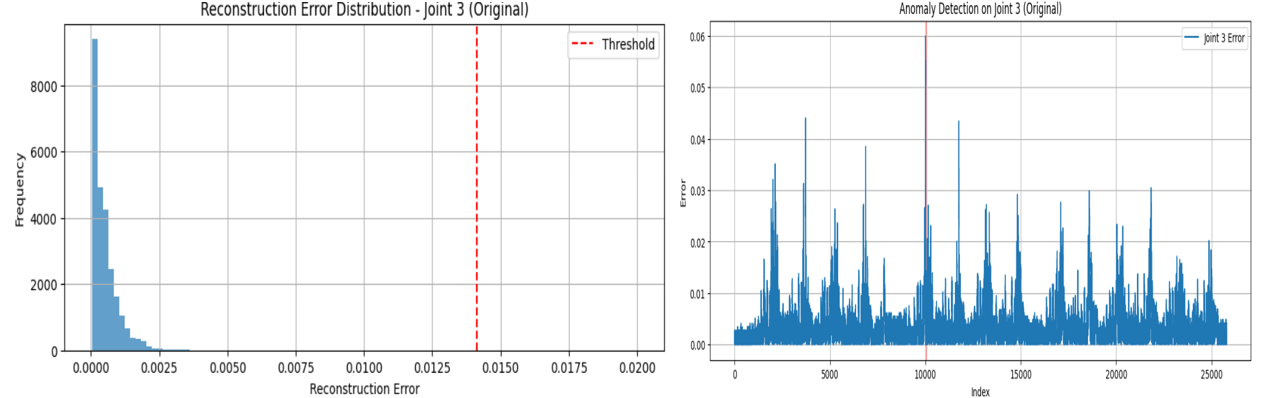 Reconstruction Error Distribution - Joint 3 (Original)
Threshold
8000
6000
4000
2000
0
Frequency
0.0000 0.0025 0.0050 0.0075 0.0100 0.0125 0.0150 0.0175 0.0200
Reconstruction Error
Anomaly Detection on Joint 3 (Original)
Joint 3 Error
0.06
0.05
0.04
0.03
0.02
0.01
0.00
Error
0 5000 10000 15000 20000 25000
Index